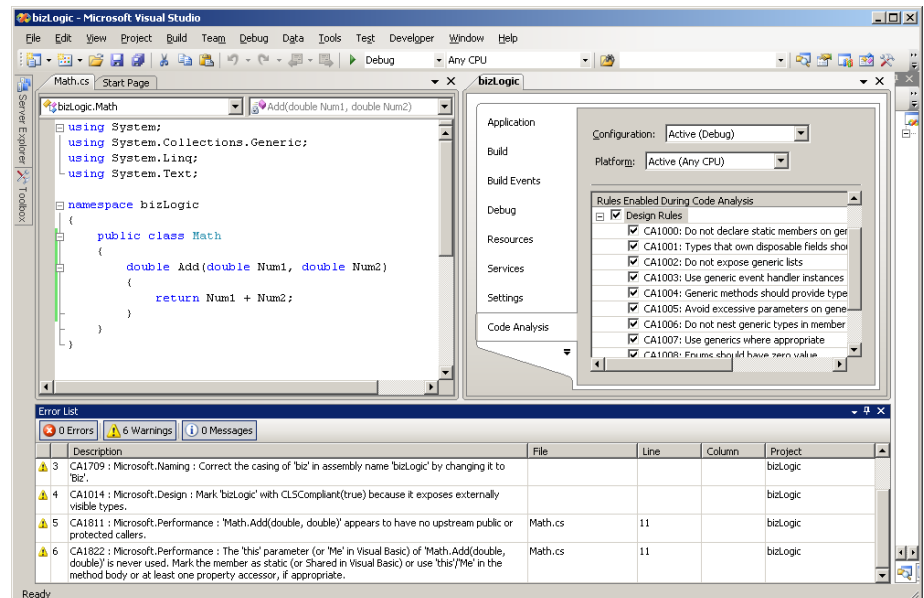 bizLogic - Microsoft Visual Studio
File Edit View Project Build Team Debug Data Tools Test Developer Window Help
Debug Any CPU
Server Explorer
Toolbox
Math.cs Start Page
bizLogic.Math Add(double Num1, double Num2)
using System;
using System.Collections.Generic;
using System.Linq;
using System.Text;
namespace bizLogic
{
public class Math
{
double Add(double Num1, double Num2)
{
return Num1 + Num2;
}
}
}
bizLogic
Application
Build
Build Events
Debug
Resources
Services
Settings
Code Analysis
Configuration: Active (Debug)
Platform: Active (Any CPU)
Rules Enabled During Code Analysis
Design Rules
CA1000: Do not declare static members on gen
CA1001: Types that own disposable fields shou
CA1002: Do not expose generic lists
CA1003: Use generic event handler instances
CA1004: Generic methods should provide type
CA1005: Avoid excessive parameters on gene
CA1006: Do not nest generic types in member
CA1007: Use generics where appropriate
CA1008: Enums should have zero value
Error List
0 Errors 6 Warnings 0 Messages
Description File Line Column Project
3 CA1709 : Microsoft.Naming : Correct the casing of 'biz' in assembly name 'bizLogic' by changing it to bizLogic
'Biz'.
4 CA1014 : Microsoft.Design : Mark 'bizLogic' with CLSCompliant(true) because it exposes externally bizLogic
visible types.
5 CA1811 : Microsoft.Performance : 'Math.Add(double, double)' appears to have no upstream public or Math.cs 11 bizLogic
protected callers.
6 CA1822 : Microsoft.Performance : The 'this' parameter (or 'Me' in Visual Basic) of 'Math.Add(double, Math.cs 11 bizLogic
double)' is never used. Mark the member as static (or Shared in Visual Basic) or use 'this'/'Me' in the
method body or at least one property accessor, if appropriate.
Ready